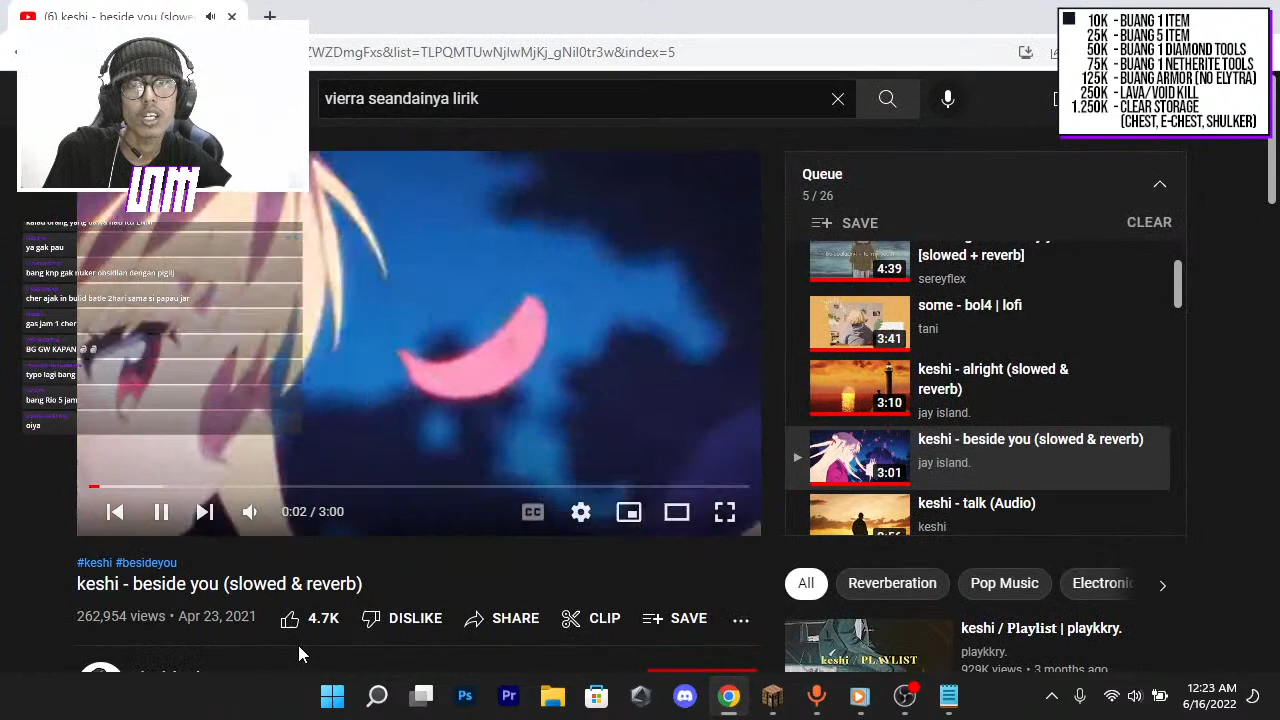 (6) keshi - beside you (slowed &
ZWZDmgFxs&list=TLPQMTUwNjIwMjKj_gNil0tr3w&index=5
10K - BUANG 1 ITEM
25K - BUANG 5 ITEM
50K - BUANG 1 DIAMOND TOOLS
75K - BUANG 1 NETHERITE TOOLS
125K - BUANG ARMOR (NO ELYTRA)
250K - LAVA/VOID KILL
1.250K - CLEAR STORAGE
(CHEST, E-CHEST, SHULKER)
vierra seandainya lirik
LNM
ya gak pau
bang knp gak nuker obsidian dengan piglij
cher ajak in bulid batle 2hari sama si papau jar
gas jam 1 cher
BG GW KAPAN
typo lagi bang
bang Rio 5 jam
oiya
0:02 / 3:00
CC
Queue
5 / 26
SAVE
CLEAR
[slowed + reverb]
sereyflex
4:39
some - bol4 | lofi
tani
3:41
keshi - alright (slowed &
reverb)
jay island.
3:10
keshi - beside you (slowed & reverb)
jay island.
3:01
keshi - talk (Audio)
keshi
#keshi #besideyou
keshi - beside you (slowed & reverb)
262,954 views • Apr 23, 2021
4.7K
DISLIKE
SHARE
CLIP
SAVE
All
Reverberation
Pop Music
Electronic
keshi / PLAYLIST
keshi / Playlist | playkkry.
playkkry.
929K views • 3 months ago
Ps
Pr
12:23 AM
6/16/2022